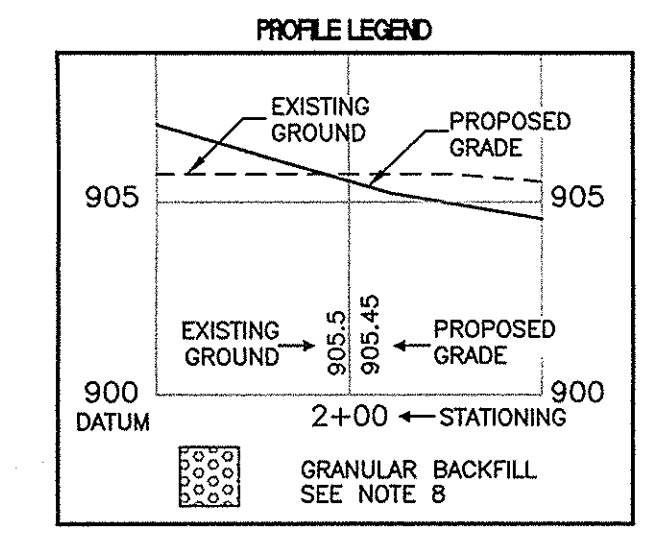 PROFILE LEGEND
EXISTING
GROUND
PROPOSED
GRADE
905
905
EXISTING
GROUND
905.5
905.45
PROPOSED
GRADE
900
900
DATUM
2+00
STATIONING
GRANULAR BACKFILL
SEE NOTE 8